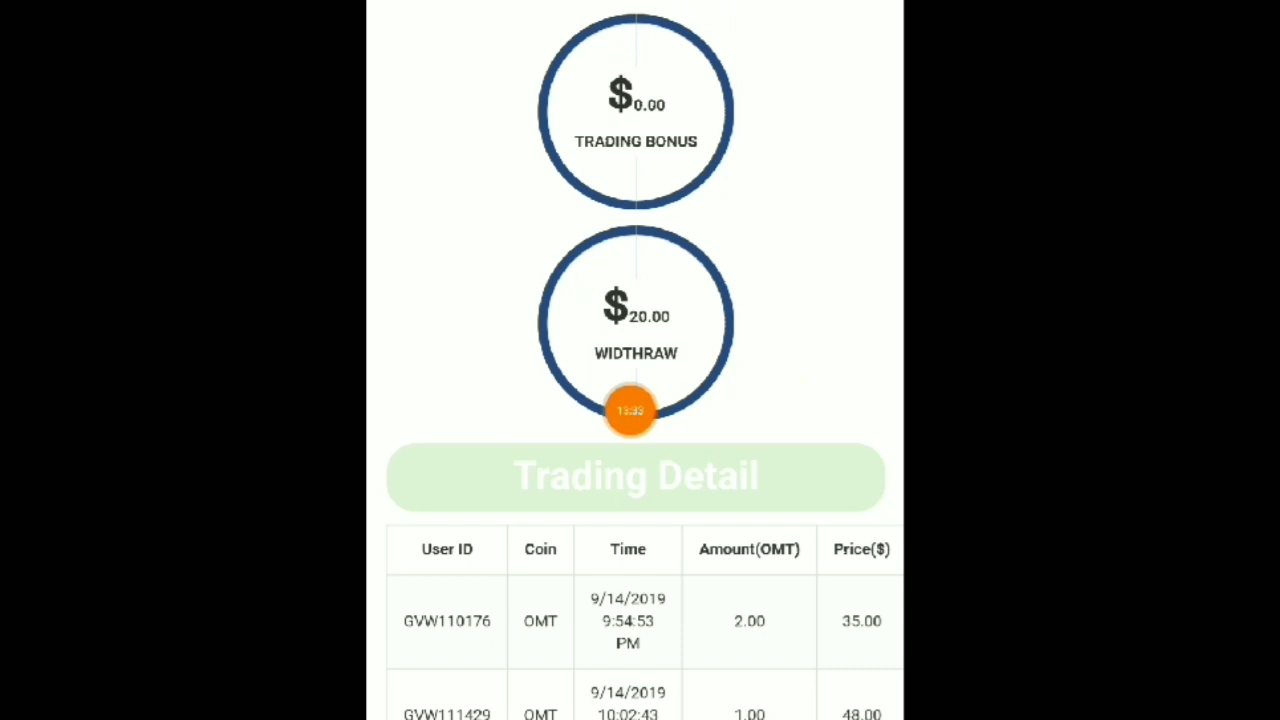 $0.00
TRADING BONUS
$20.00
WIDTHRAW
13:33
Trading Detail
User ID Coin Time Amount(OMT) Price($)
GVW110176 OMT 9/14/2019 9:54:53 PM 2.00 35.00
GVW111429 OMT 9/14/2019 10:02:43 1.00 48.00